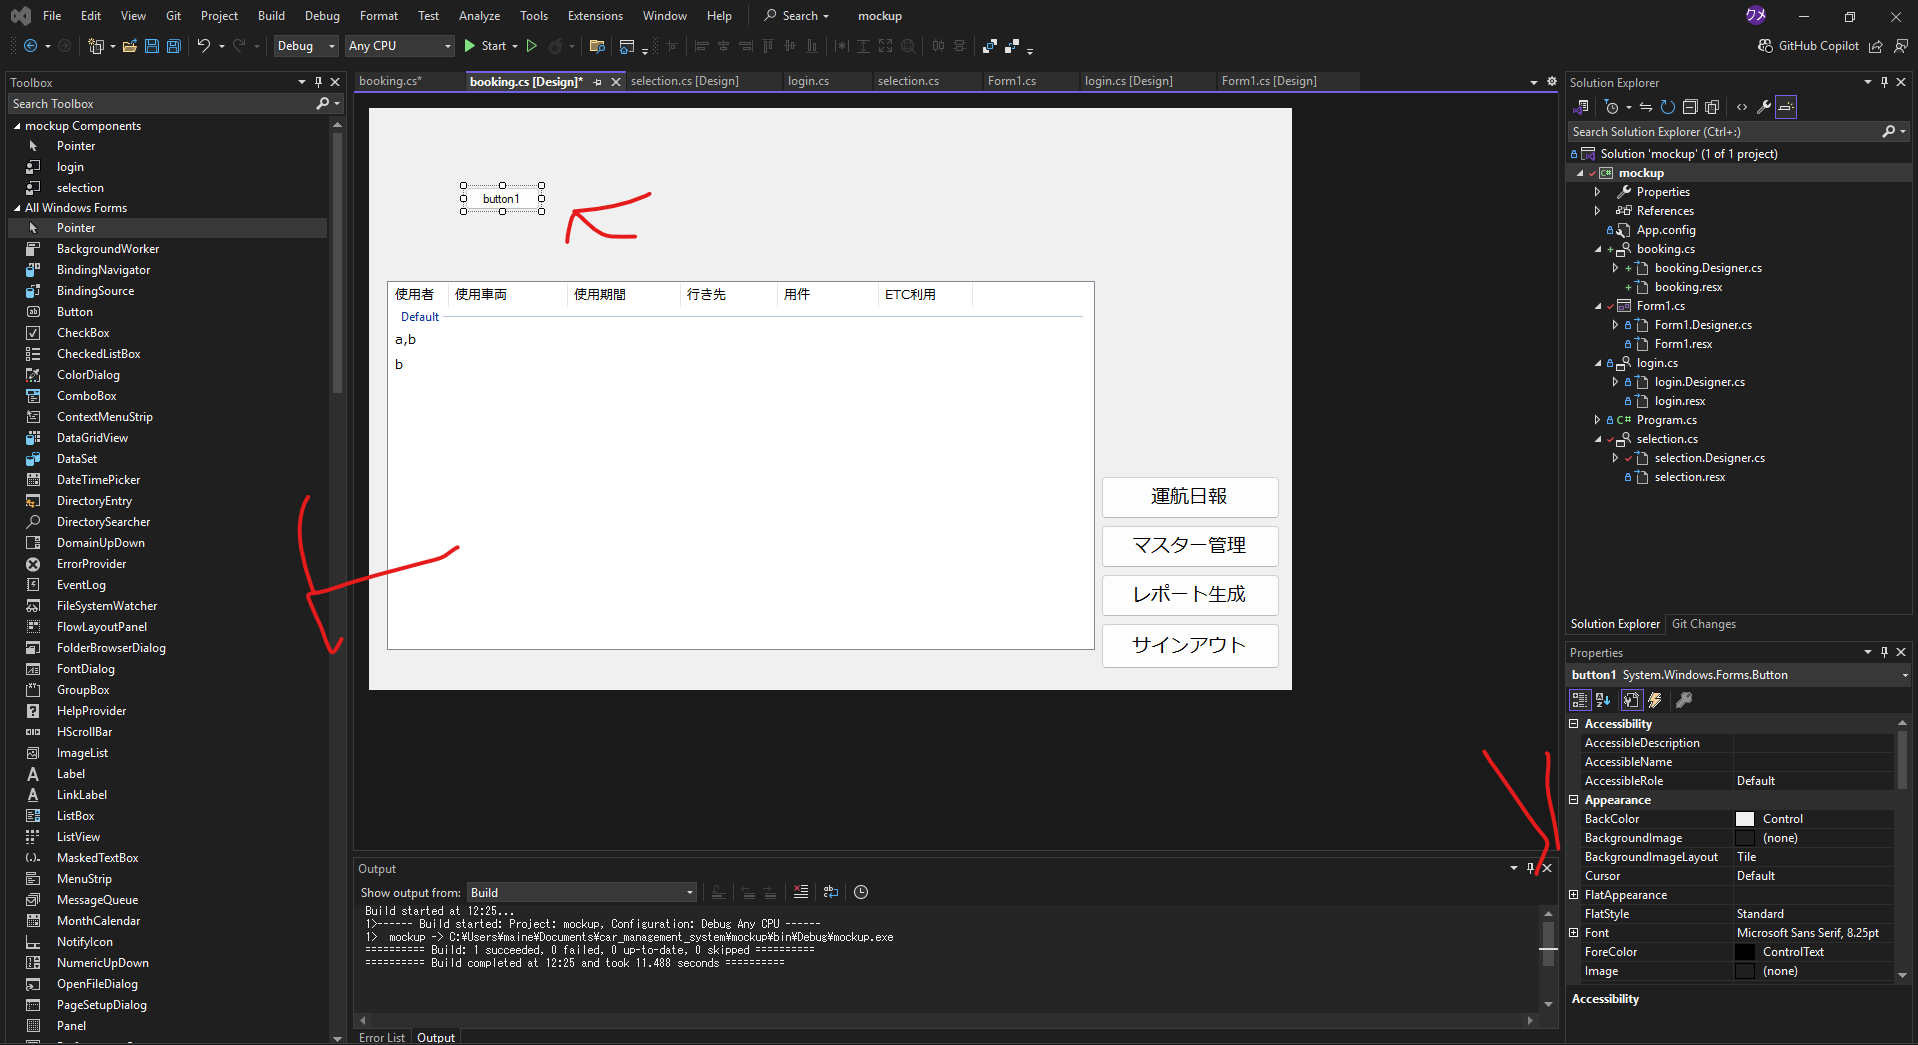 File Edit View Git Project Build Debug Format Test Analyze Tools Extensions Window Help Search mockup クメ
Debug Any CPU Start GitHub Copilot
Toolbox
Search Toolbox
mockup Components
Pointer
login
selection
All Windows Forms
Pointer
BackgroundWorker
BindingNavigator
BindingSource
Button
CheckBox
CheckedListBox
ColorDialog
ComboBox
ContextMenuStrip
DataGridView
DataSet
DateTimePicker
DirectoryEntry
DirectorySearcher
DomainUpDown
ErrorProvider
EventLog
FileSystemWatcher
FlowLayoutPanel
FolderBrowserDialog
FontDialog
GroupBox
HelpProvider
HScrollBar
ImageList
Label
LinkLabel
ListBox
ListView
MaskedTextBox
MenuStrip
MessageQueue
MonthCalendar
NotifyIcon
NumericUpDown
OpenFileDialog
PageSetupDialog
Panel
booking.cs* booking.cs [Design]* selection.cs [Design] login.cs selection.cs Form1.cs login.cs [Design] Form1.cs [Design]
button1
使用者 使用車両 使用期間 行き先 用件 ETC利用
Default
a,b
b
運航日報
マスター管理
レポート生成
サインアウト
Output
Show output from: Build
Build started at 12:25...
1>------ Build started: Project: mockup, Configuration: Debug Any CPU ------
1>  mockup -> C:¥Users¥maine¥Documents¥car_management_system¥mockup¥bin¥Debug¥mockup.exe
========== Build: 1 succeeded, 0 failed, 0 up-to-date, 0 skipped ==========
========== Build completed at 12:25 and took 11.488 seconds ==========
Error List Output
Solution Explorer
Search Solution Explorer (Ctrl+:)
Solution 'mockup' (1 of 1 project)
mockup
Properties
References
App.config
booking.cs
booking.Designer.cs
booking.resx
Form1.cs
Form1.Designer.cs
Form1.resx
login.cs
login.Designer.cs
login.resx
C# Program.cs
selection.cs
selection.Designer.cs
selection.resx
Solution Explorer Git Changes
Properties
button1 System.Windows.Forms.Button
Accessibility
AccessibleDescription
AccessibleName
AccessibleRole Default
Appearance
BackColor Control
BackgroundImage (none)
BackgroundImageLayout Tile
Cursor Default
FlatAppearance
FlatStyle Standard
Font Microsoft Sans Serif, 8.25pt
ForeColor ControlText
Image (none)
Accessibility